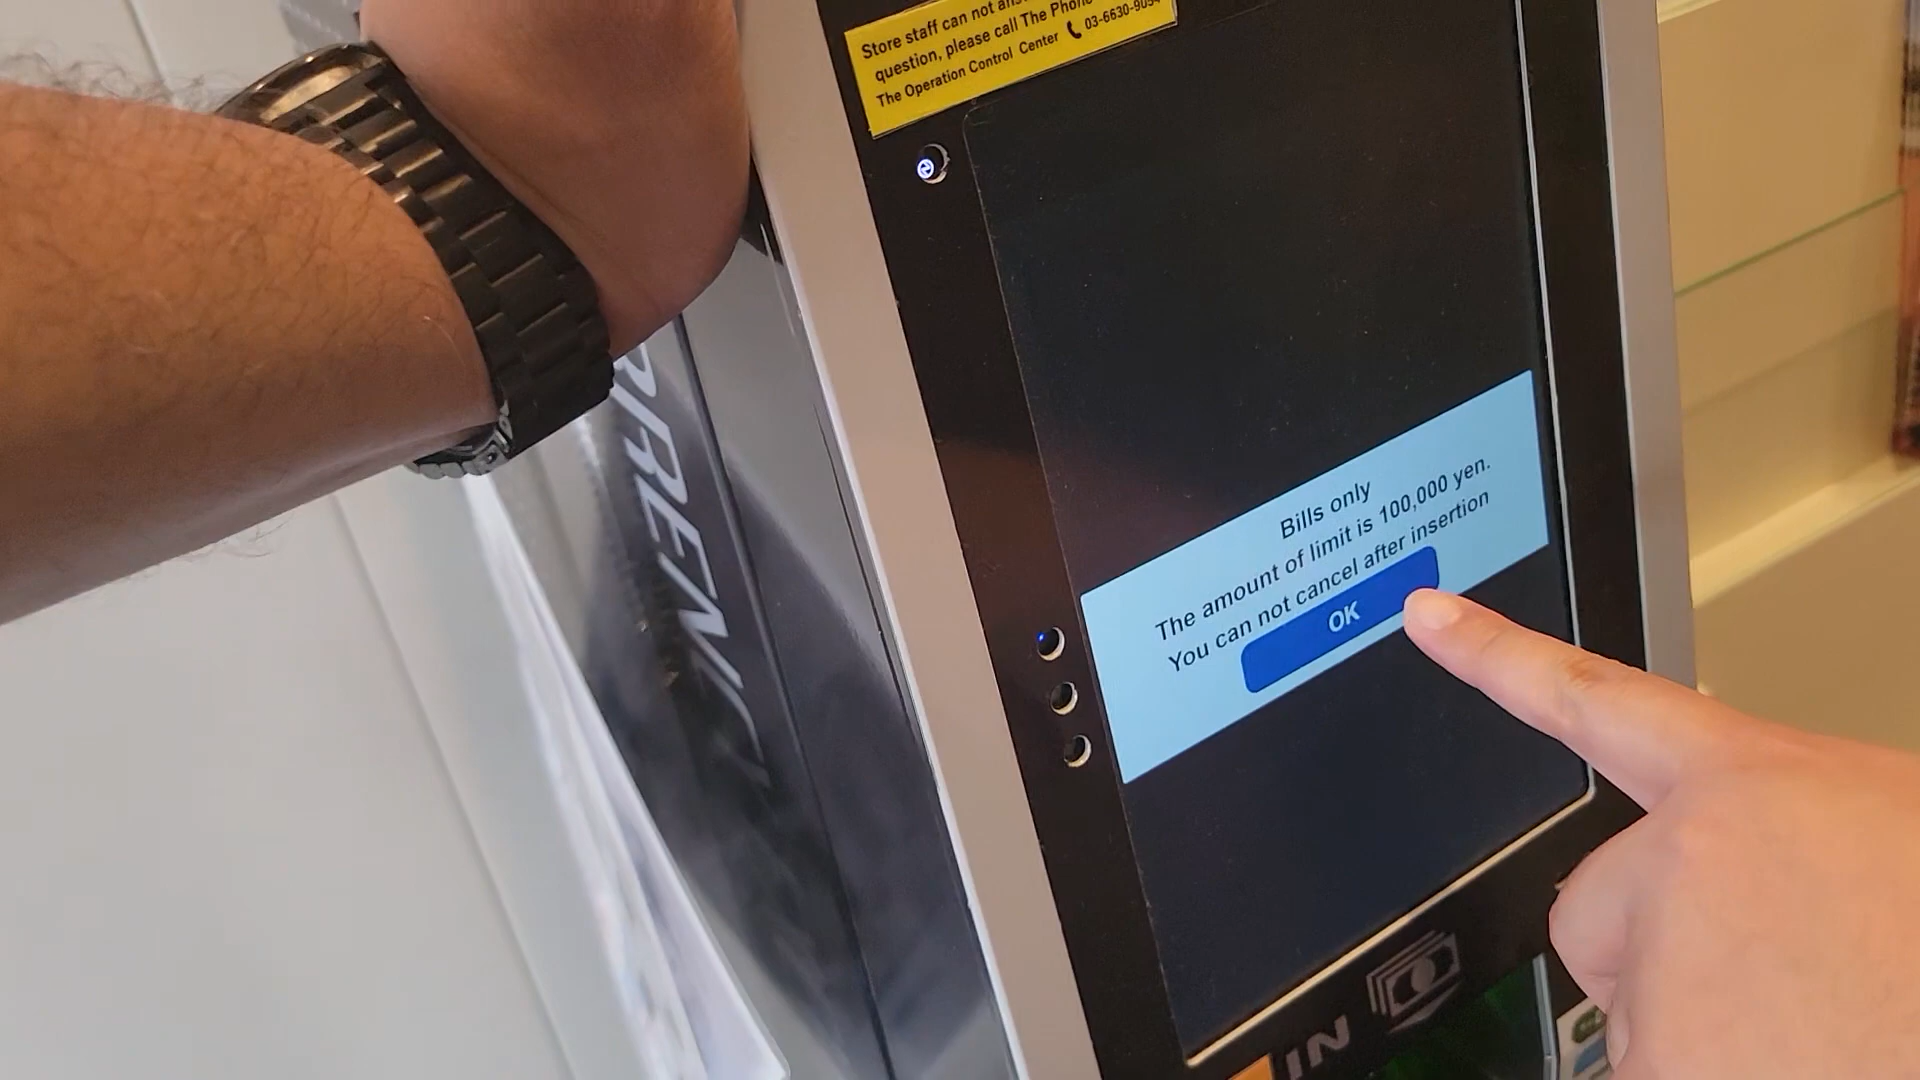 Store staff can not
question, please call The Phone
The Operation Control Center 03-6630-905
Bills only
The amount of limit is 100,000 yen.
You can not cancel after insertion
OK
IN